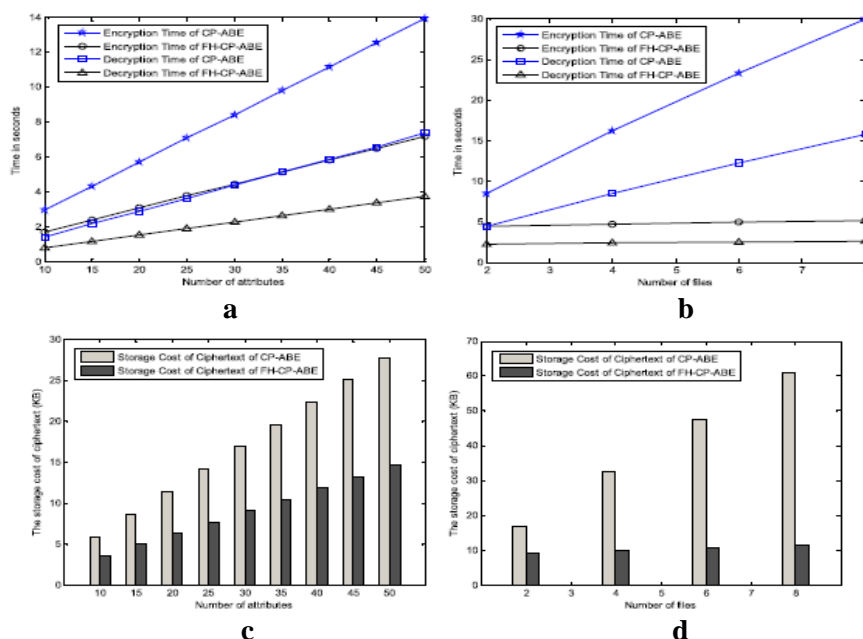 14
12
10
8
6
4
2
0
Time in seconds
Encryption Time of CP-ABE
Encryption Time of FH-CP-ABE
Decryption Time of CP-ABE
Decryption Time of FH-CP-ABE
10 15 20 25 30 35 40 45 50
Number of attributes
a
30
25
20
15
10
5
0
Time in seconds
Encryption Time of CP-ABE
Encryption Time of FH-CP-ABE
Decryption Time of CP-ABE
Decryption Time of FH-CP-ABE
2 4 5 6 7
Number of files
b
30
25
20
15
10
5
0
The storage cost of ciphertext (KB)
Storage Cost of Ciphertext of CP-ABE
Storage Cost of Ciphertext of FH-CP-ABE
10 15 20 25 30 35 40 45 50
Number of attributes
c
70
60
50
40
30
20
10
0
The storage cost of ciphertext (KB)
Storage Cost of Ciphertext of CP-ABE
Storage Cost of Ciphertext of FH-CP-ABE
2 3 4 5 6 7 8
Number of files
d